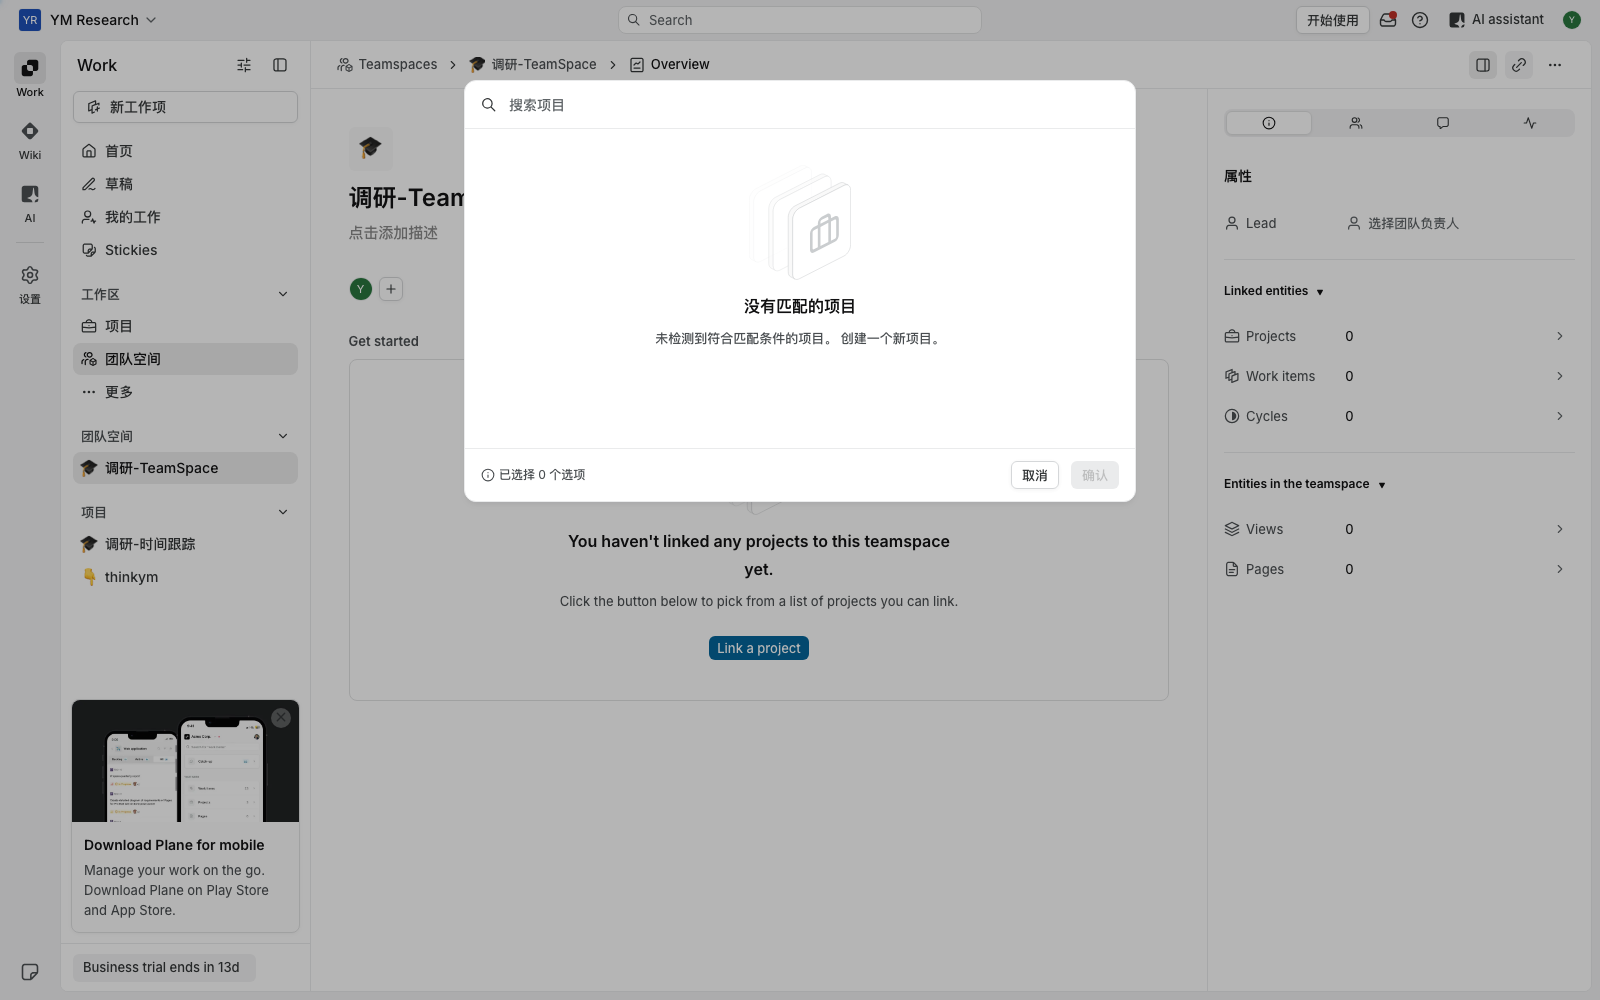 YR YM Research
Search
开始使用
AI assistant
Y
Work
Wiki
AI
设置
Work
新工作项
首页
草稿
我的工作
Stickies
工作区
项目
团队空间
更多
团队空间
调研-TeamSpace
项目
调研-时间跟踪
thinkym
Download Plane for mobile
Manage your work on the go.
Download Plane on Play Store
and App Store.
Business trial ends in 13d
Teamspaces
调研-TeamSpace
Overview
调研-Team
点击添加描述
Y
Get started
搜索项目
没有匹配的项目
未检测到符合匹配条件的项目。 创建一个新项目。
已选择 0 个选项
取消
确认
You haven't linked any projects to this teamspace
yet.
Click the button below to pick from a list of projects you can link.
Link a project
属性
Lead
选择团队负责人
Linked entities
Projects 0
Work items 0
Cycles 0
Entities in the teamspace
Views 0
Pages 0